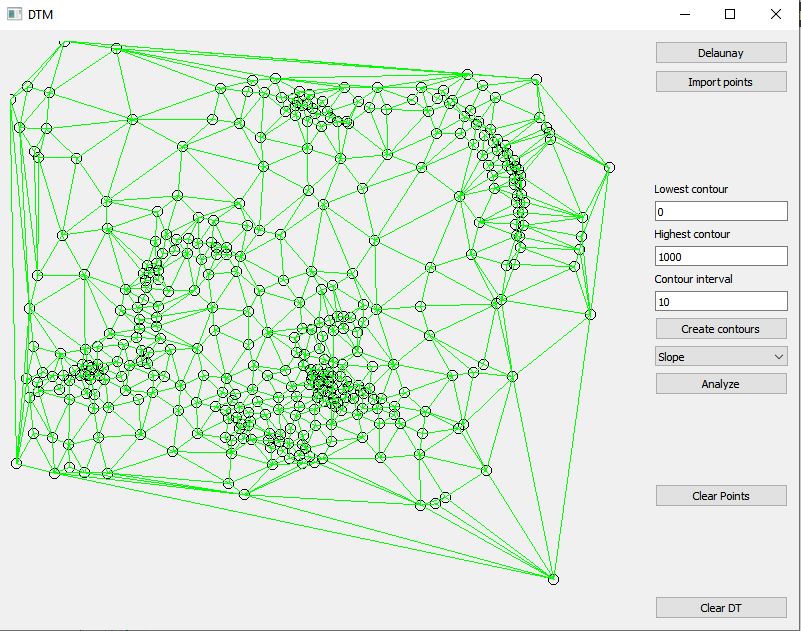 DTM
Delaunay
Import points
Lowest contour
0
Highest contour
1000
Contour interval
10
Create contours
Slope
Analyze
Clear Points
Clear DT